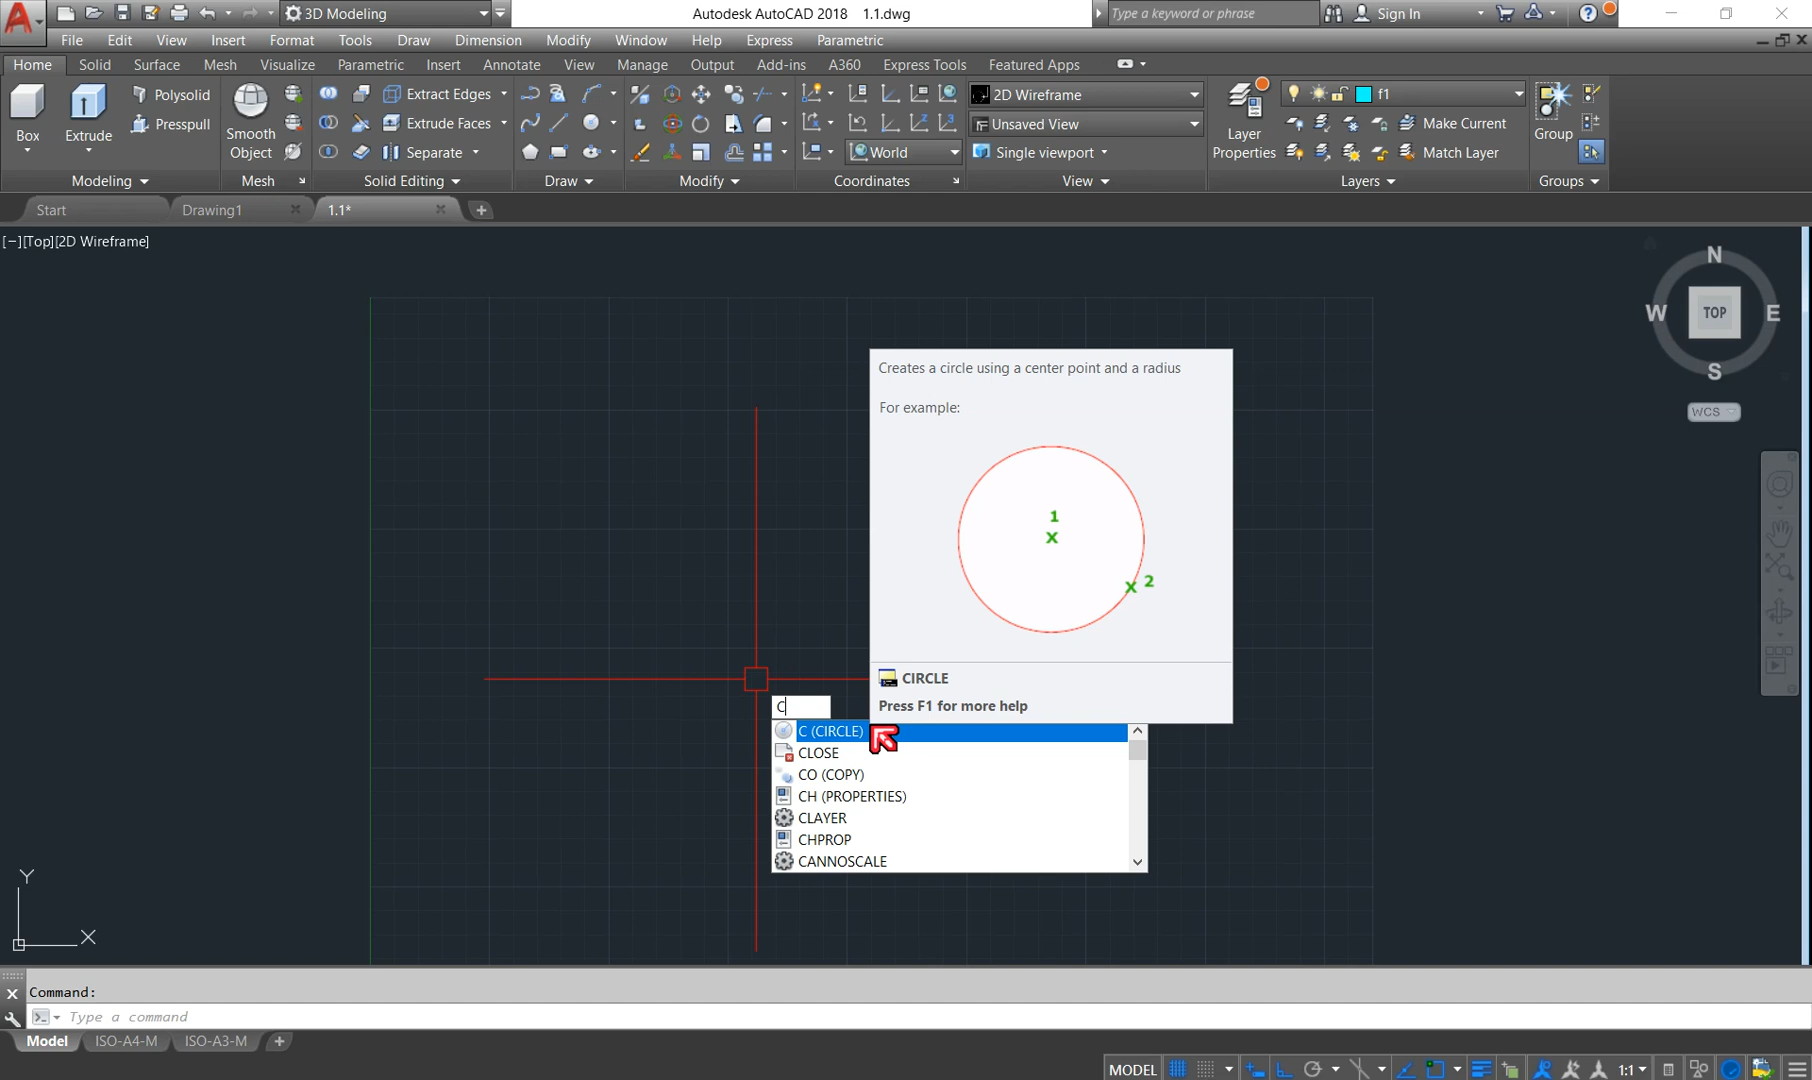 3D Modeling
Autodesk AutoCAD 2018 1.1.dwg
Type a keyword or phrase
Sign In
File Edit View Insert Format Tools Draw Dimension Modify Window Help Express Parametric
Home Solid Surface Mesh Visualize Parametric Insert Annotate View Manage Output Add-ins A360 Express Tools Featured Apps
Box
Extrude
Polysolid
Presspull
Smooth
Object
Extract Edges
Extrude Faces
Separate
World
2D Wireframe
Unsaved View
Single viewport
Layer
Properties
f1
Make Current
Match Layer
Group
Modeling Mesh Solid Editing Draw Modify Coordinates View Layers Groups
Start Drawing1 1.1*
[−][Top][2D Wireframe]
N
W TOP E
S
WCS
Creates a circle using a center point and a radius
For example:
1
X
X 2
CIRCLE
Press F1 for more help
C
C (CIRCLE)
CLOSE
CO (COPY)
CH (PROPERTIES)
CLAYER
CHPROP
CANNOSCALE
Y
X
Command:
Type a command
Model ISO-A4-M ISO-A3-M
MODEL 1:1